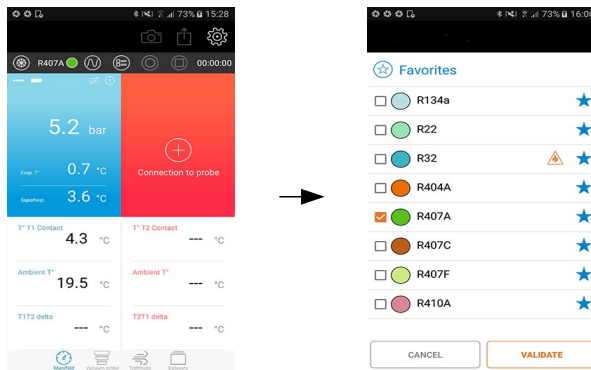 73% 15:28
R407A 00:00:00
5.2 bar
Evap. T° 0.7 °C
Superheat 3.6 °C
Connection to probe
T° T1 Contact
4.3 °C
T° T2 Contact
--- °C
Ambient T°
19.5 °C
Ambient T°
--- °C
T1T2 delta
--- °C
T2T1 delta
--- °C
Manifold Vacuum probe Tightness Datasets
73% 16:00
Favorites
R134a
R22
R32
R404A
R407A
R407C
R407F
R410A
CANCEL VALIDATE